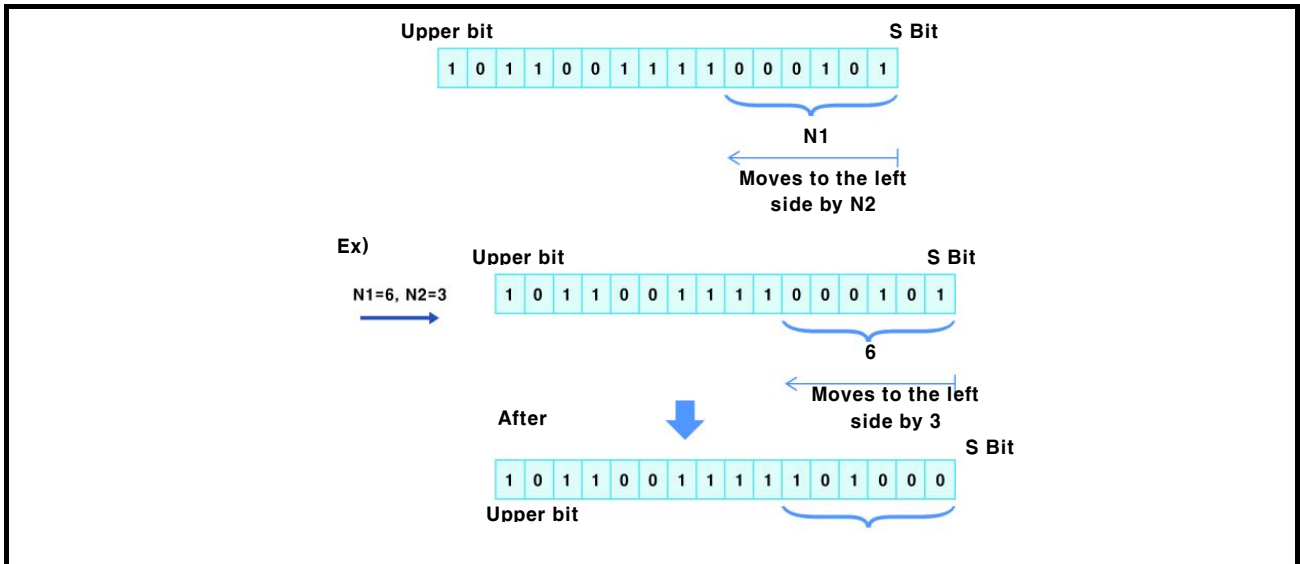 Upper bit S Bit
1 0 1 1 0 0 1 1 1 1 0 0 0 1 0 1
N1
Moves to the left
side by N2
Ex)
Upper bit S Bit
N1=6, N2=3
1 0 1 1 0 0 1 1 1 1 0 0 0 1 0 1
6
Moves to the left
side by 3
After
S Bit
1 0 1 1 0 0 1 1 1 1 1 0 1 0 0 0
Upper bit